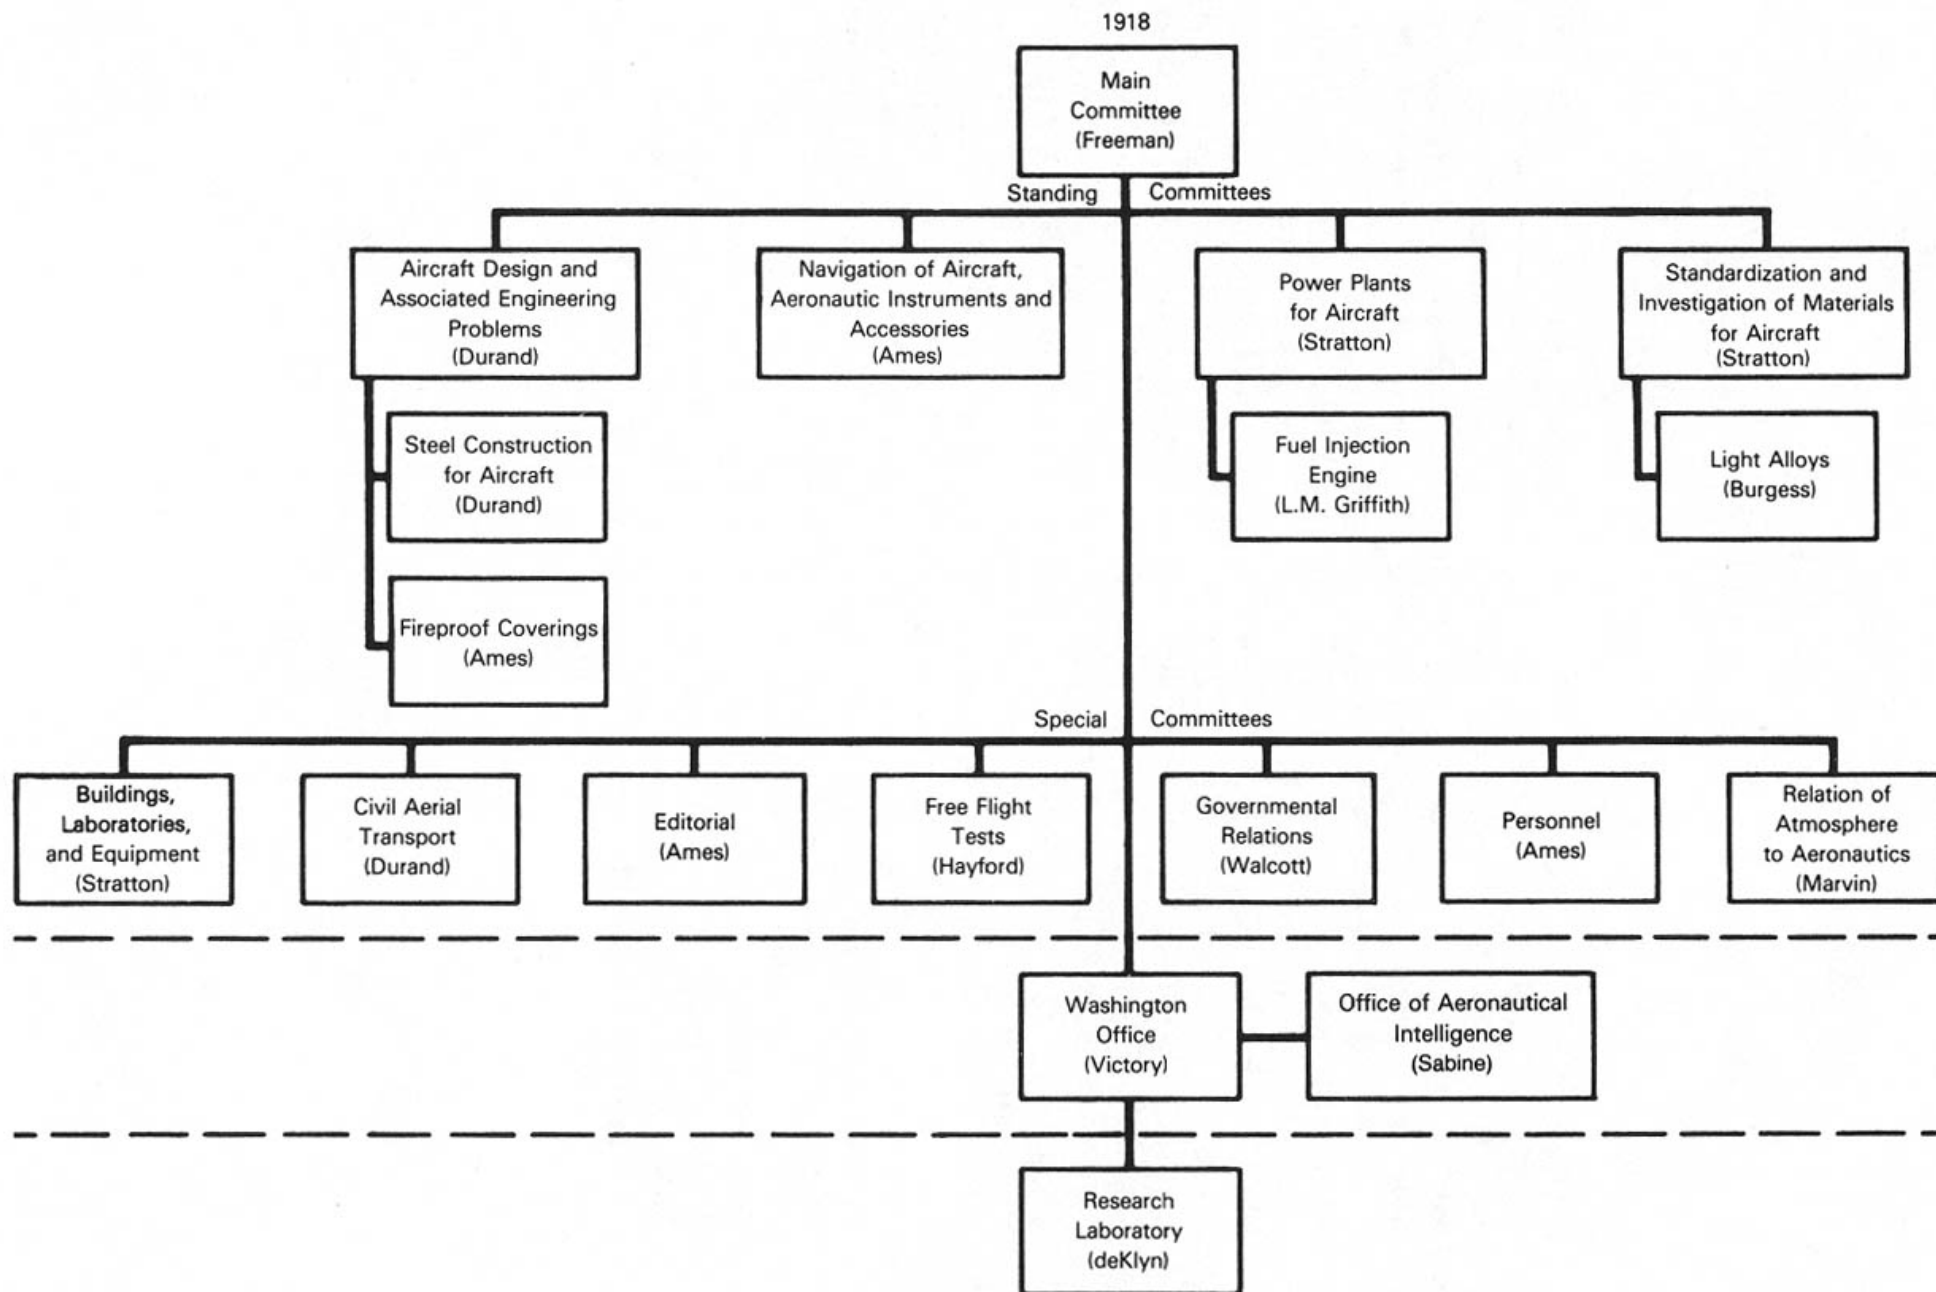 1918
Main
Committee
(Freeman)
Standing Committees
Aircraft Design and
Associated Engineering
Problems
(Durand)
Navigation of Aircraft,
Aeronautic Instruments and
Accessories
(Ames)
Power Plants
for Aircraft
(Stratton)
Standardization and
Investigation of Materials
for Aircraft
(Stratton)
Steel Construction
for Aircraft
(Durand)
Fuel Injection
Engine
(L.M. Griffith)
Light Alloys
(Burgess)
Fireproof Coverings
(Ames)
Special Committees
Buildings,
Laboratories,
and Equipment
(Stratton)
Civil Aerial
Transport
(Durand)
Editorial
(Ames)
Free Flight
Tests
(Hayford)
Governmental
Relations
(Walcott)
Personnel
(Ames)
Relation of
Atmosphere
to Aeronautics
(Marvin)
Washington
Office
(Victory)
Office of Aeronautical
Intelligence
(Sabine)
Research
Laboratory
(deKlyn)